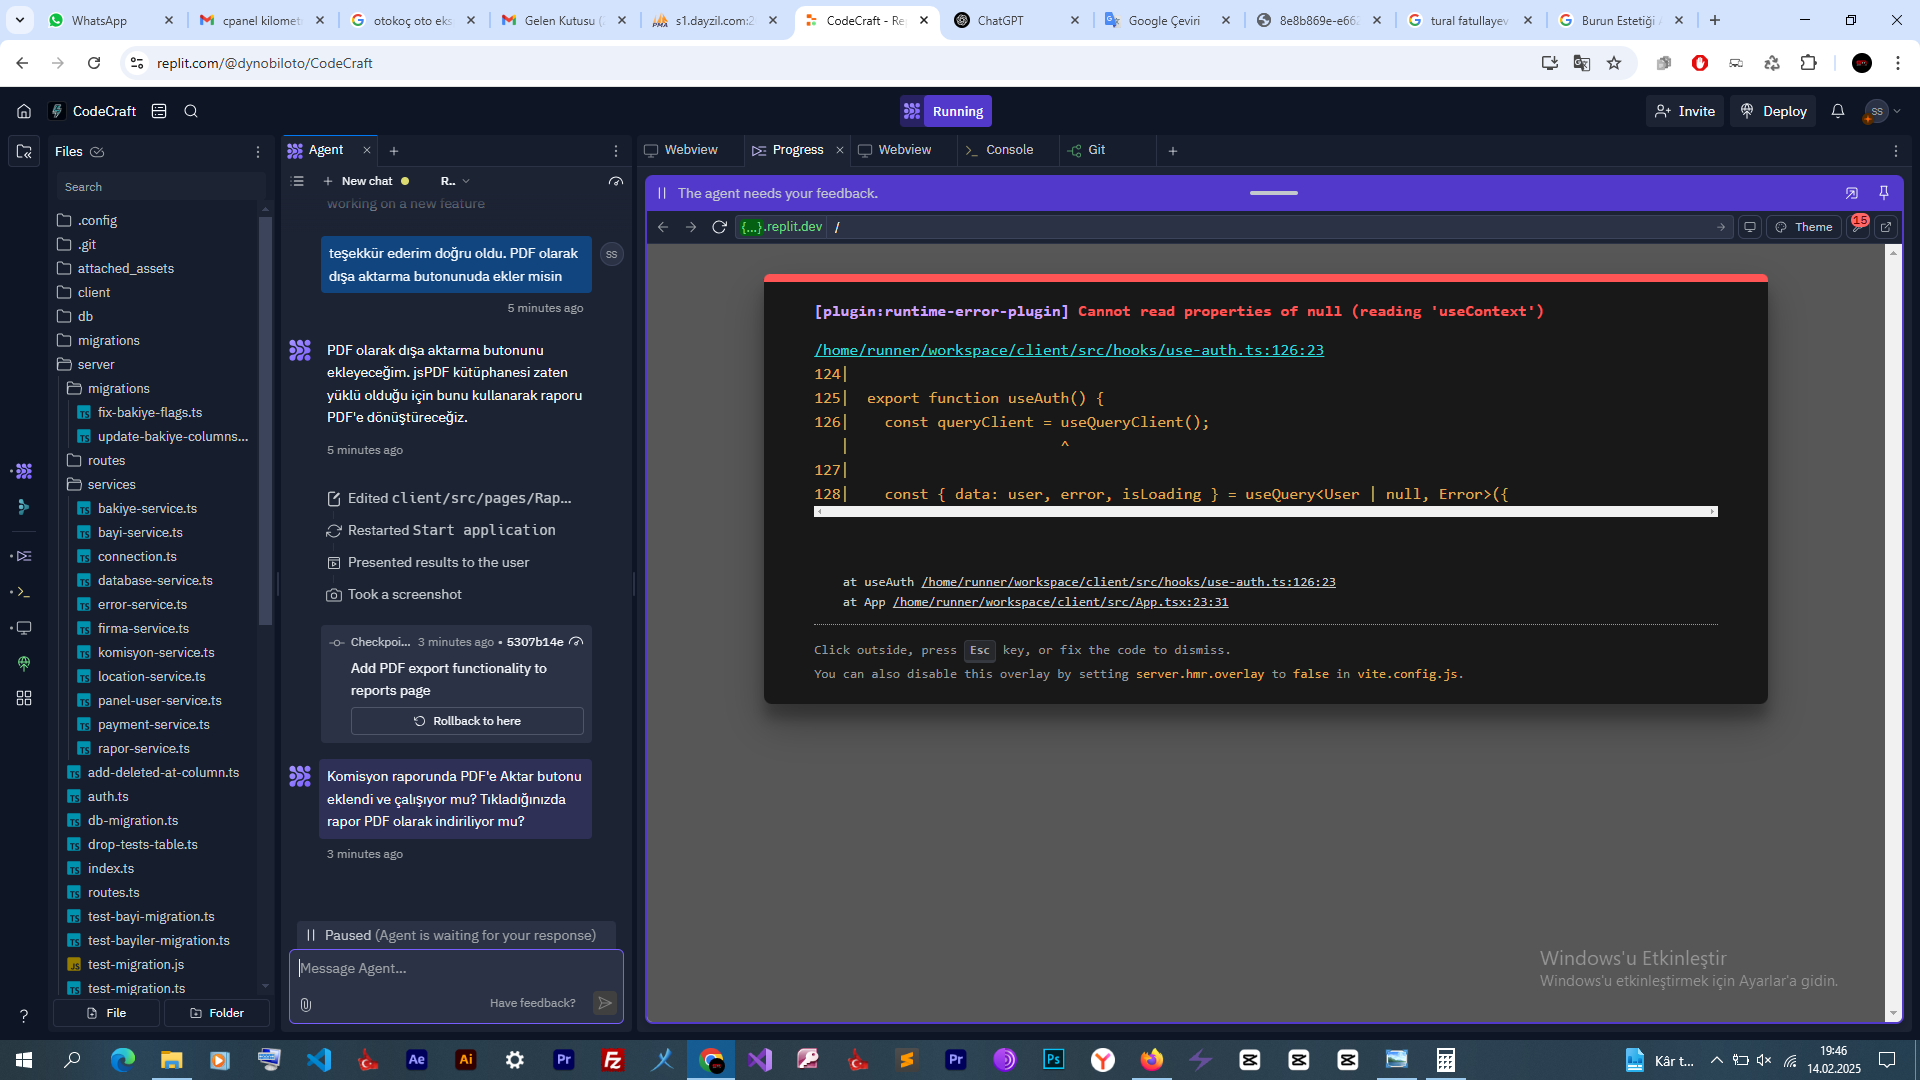 WhatsApp
cpanel kilomet
otokoç oto eks
Gelen Kutusu (
s1.dayzil.com:2
CodeCraft - Re
ChatGPT
Google Çeviri
8e8b869e-e66
tural fatullayev
Burun Estetiği
replit.com/@dynobiloto/CodeCraft
CodeCraft
Running
Invite
Deploy
SS
Files
Search
.config
.git
attached_assets
client
db
migrations
server
migrations
fix-bakiye-flags.ts
update-bakiye-columns...
routes
services
bakiye-service.ts
bayi-service.ts
connection.ts
database-service.ts
error-service.ts
firma-service.ts
komisyon-service.ts
location-service.ts
panel-user-service.ts
payment-service.ts
rapor-service.ts
add-deleted-at-column.ts
auth.ts
db-migration.ts
drop-tests-table.ts
index.ts
routes.ts
test-bayi-migration.ts
test-bayiler-migration.ts
test-migration.js
test-migration.ts
File
Folder
Agent
New chat
R..
working on a new feature
teşekkür ederim doğru oldu. PDF olarak
dışa aktarma butonunuda ekler misin
SS
5 minutes ago
PDF olarak dışa aktarma butonunu
ekleyeceğim. jsPDF kütüphanesi zaten
yüklü olduğu için bunu kullanarak raporu
PDF'e dönüştüreceğiz.
5 minutes ago
Edited client/src/pages/Rap...
Restarted Start application
Presented results to the user
Took a screenshot
Checkpoi... 3 minutes ago • 5307b14e
Add PDF export functionality to
reports page
Rollback to here
Komisyon raporunda PDF'e Aktar butonu
eklendi ve çalışıyor mu? Tıkladığınızda
rapor PDF olarak indiriliyor mu?
3 minutes ago
Paused (Agent is waiting for your response)
Message Agent...
Have feedback?
Webview
Progress
Webview
Console
Git
The agent needs your feedback.
{...}.replit.dev
/
Theme
15
[plugin:runtime-error-plugin] Cannot read properties of null (reading 'useContext')
/home/runner/workspace/client/src/hooks/use-auth.ts:126:23
124|
125|  export function useAuth() {
126|    const queryClient = useQueryClient();
|                        ^
127|
128|    const { data: user, error, isLoading } = useQuery<User | null, Error>({
at useAuth /home/runner/workspace/client/src/hooks/use-auth.ts:126:23
at App /home/runner/workspace/client/src/App.tsx:23:31
Click outside, press Esc key, or fix the code to dismiss.
You can also disable this overlay by setting server.hmr.overlay to false in vite.config.js.
Windows'u Etkinleştir
Windows'u etkinleştirmek için Ayarlar'a gidin.
Kâr t...
19:46
14.02.2025